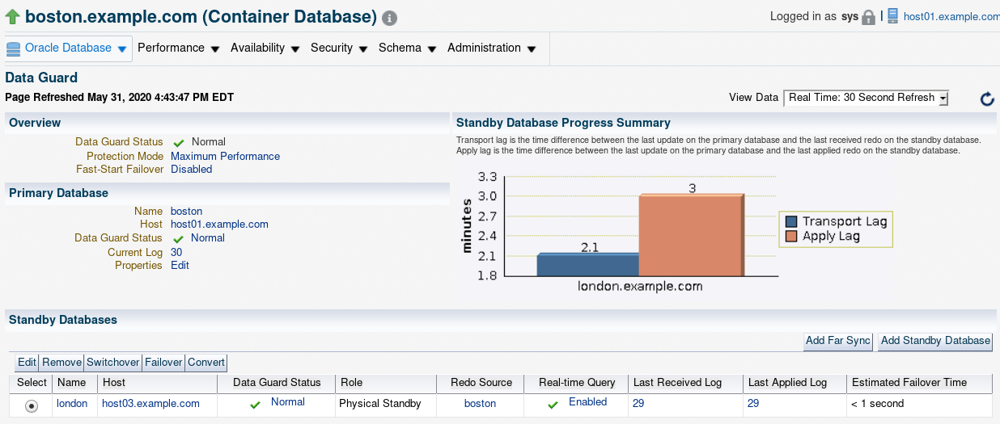 boston.example.com (Container Database)
Logged in as sys | host01.example.com
Oracle Database Performance Availability Security Schema Administration
Data Guard
Page Refreshed May 31, 2020 4:43:47 PM EDT
View Data Real Time: 30 Second Refresh
Overview
Data Guard Status Normal
Protection Mode Maximum Performance
Fast-Start Failover Disabled
Primary Database
Name boston
Host host01.example.com
Data Guard Status Normal
Current Log 30
Properties Edit
Standby Database Progress Summary
Transport lag is the time difference between the last update on the primary database and the last received redo on the standby database.
Apply lag is the time difference between the last update on the primary database and the last applied redo on the standby database.
3.3
3.0
2.7
2.4
2.1
1.8
minutes
2.1
3
london.example.com
Transport Lag
Apply Lag
Standby Databases
Add Far Sync Add Standby Database
Edit Remove Switchover Failover Convert
Select Name Host Data Guard Status Role Redo Source Real-time Query Last Received Log Last Applied Log Estimated Failover Time
london host03.example.com Normal Physical Standby boston Enabled 29 29 < 1 second